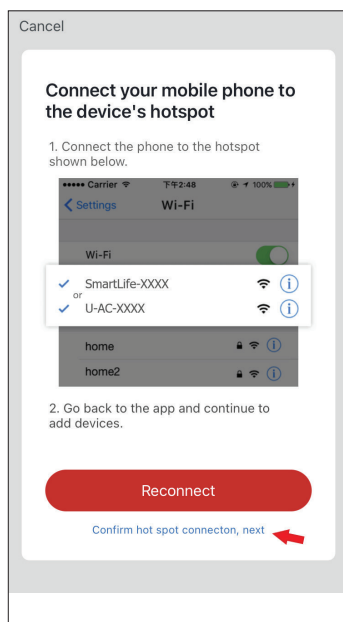 Cancel
Connect your mobile phone to
the device's hotspot
1. Connect the phone to the hotspot
shown below.
Carrier 下午2:48 100%
Settings Wi-Fi
Wi-Fi
SmartLife-XXXX
or
U-AC-XXXX
home
home2
2. Go back to the app and continue to
add devices.
Reconnect
Confirm hot spot connecton, next